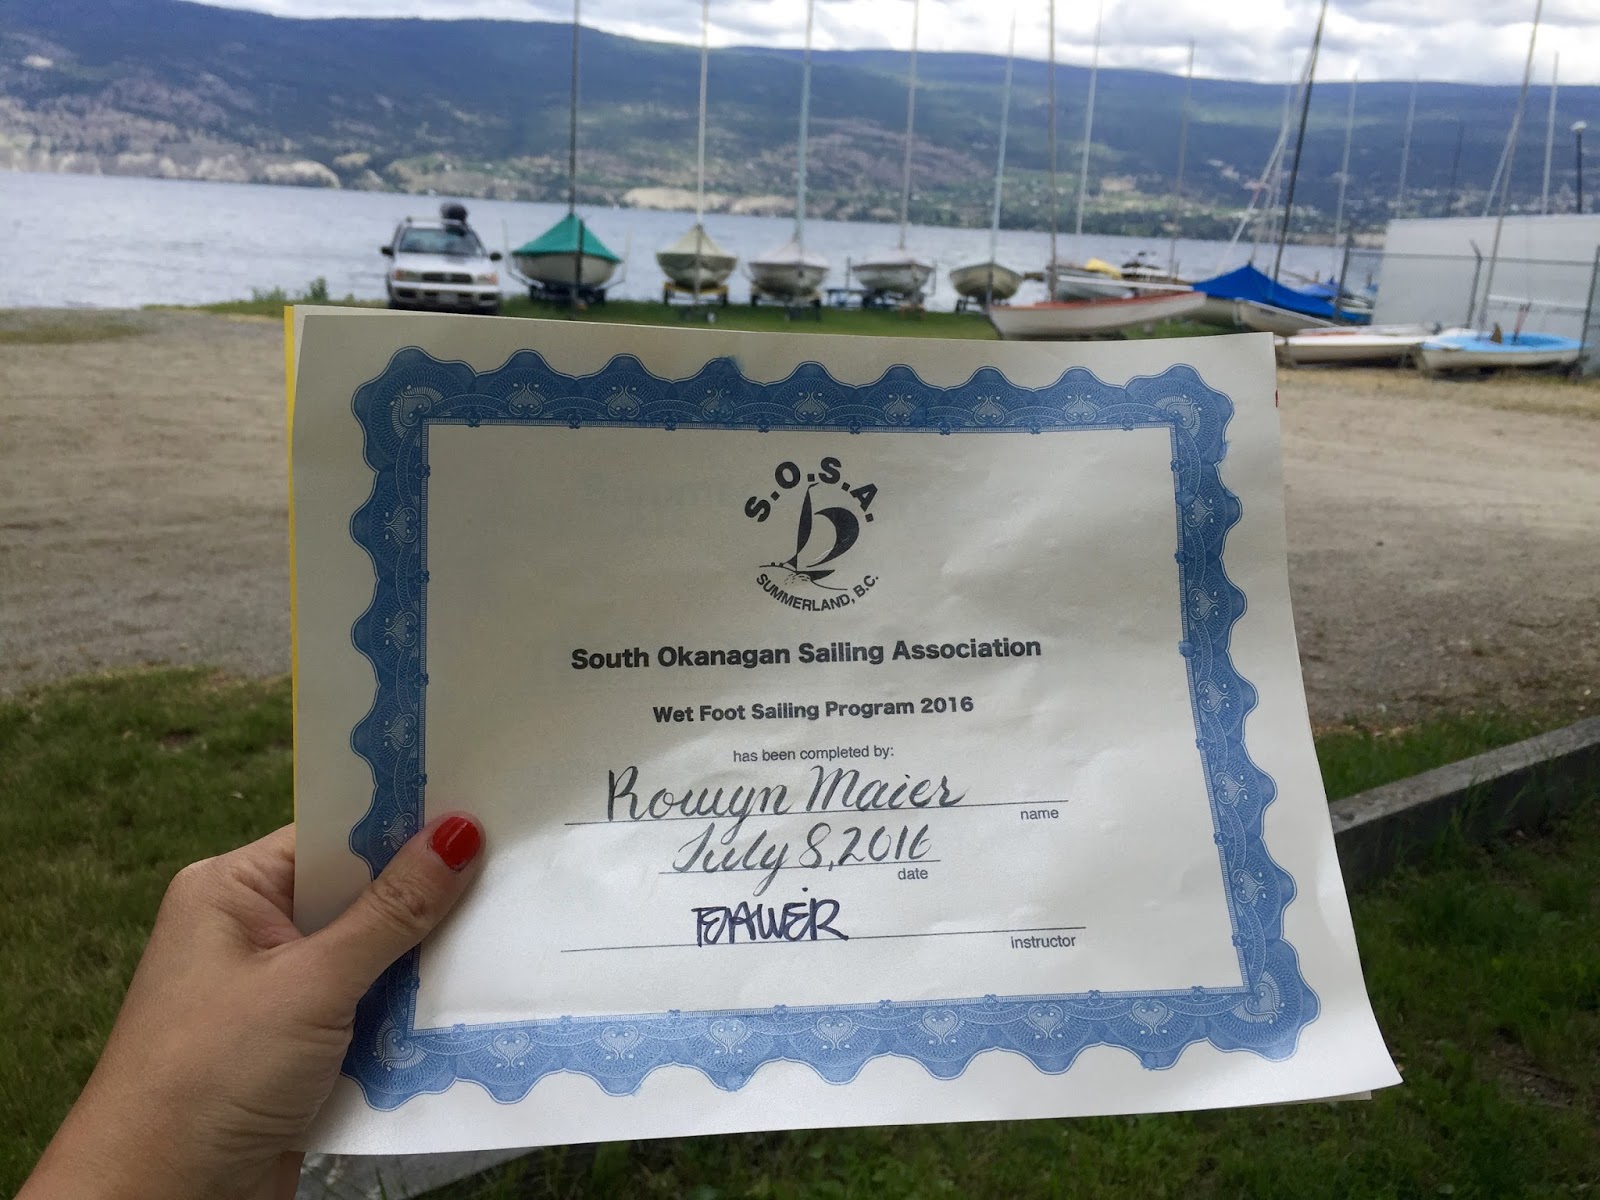 S.O.S.A.
SUMMERLAND, B.C.
South Okanagan Sailing Association
Wet Foot Sailing Program 2016
has been completed by:
Rowyn Maier
name
July 8, 2016
date
instructor